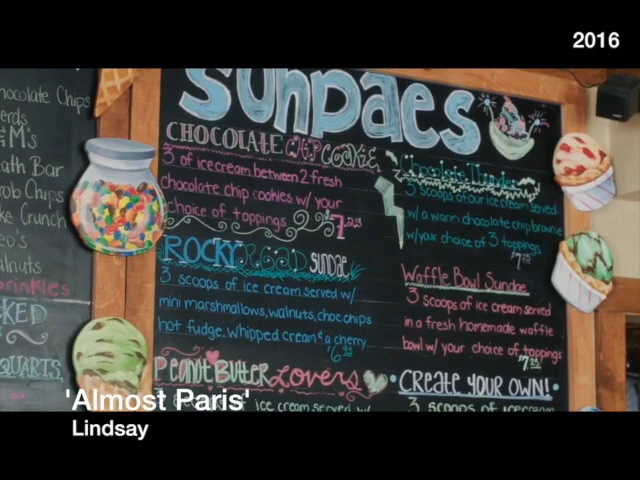 2016
Sundaes
CHOCOLATE CHIP COOKIE
3 of ice cream between 2 fresh
chocolate chip cookies w/ your
choice of toppings
ROCKY ROAD SUNDAE
3 scoops of ice cream served w/
mini marshmallows, walnuts, choc chips
hot fudge, whipped cream & a cherry
$6.95
Peanut Butter Lovers
ice cream served w/
Chocolate Thunder
3 scoops of our ice cream served
w/ a warm chocolate chip brownie
w/ your choice of 3 toppings
Waffle Bowl Sundae
3 scoops of ice cream served
in a fresh homemade waffle
bowl w/ your choice of toppings
CREATE YOUR OWN!
3 scoops of ice cream
hocolate Chips
erds
M's
ath Bar
rob Chips
ke Crunch
eo's
alnuts
prinkles
KED
QUARTS
'Almost Paris'
Lindsay